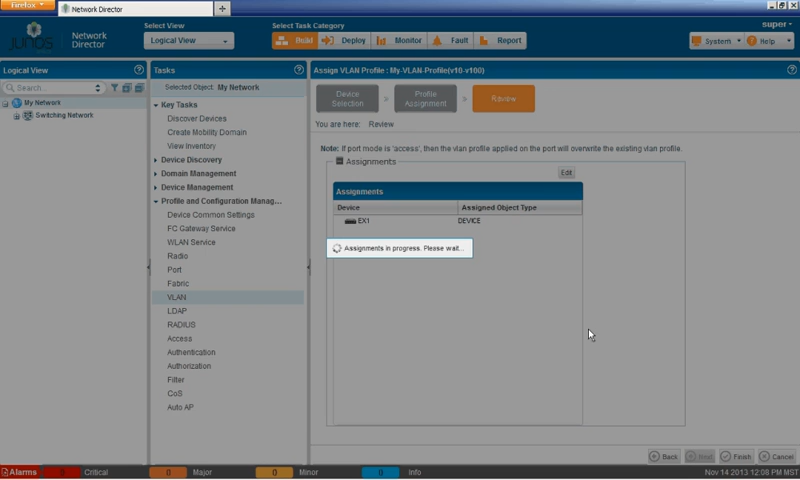 Firefox
Network Director
JUNOS
Network
Director
Select View
Logical View
Select Task Category
Build
Deploy
Monitor
Fault
Report
super
System
Help
Logical View
Search...
My Network
Switching Network
Tasks
Selected Object: My Network
Key Tasks
Discover Devices
Create Mobility Domain
View Inventory
Device Discovery
Domain Management
Device Management
Profile and Configuration Manag...
Device Common Settings
FC Gateway Service
WLAN Service
Radio
Port
Fabric
VLAN
LDAP
RADIUS
Access
Authentication
Authorization
Filter
CoS
Auto AP
Assign VLAN Profile : My-VLAN-Profile(v10-v100)
Device
Selection
»
Profile
Assignment
»
Review
You are here: Review
Note: If port mode is 'access', then the vlan profile applied on the port will overwrite the existing vlan profile.
Assignments
Edit
Assignments
Device
Assigned Object Type
EX1
DEVICE
Assignments in progress. Please wait...
Back
Next
Finish
Cancel
Alarms
0
Critical
0
Major
0
Minor
0
Info
Nov 14 2013 12:08 PM MST